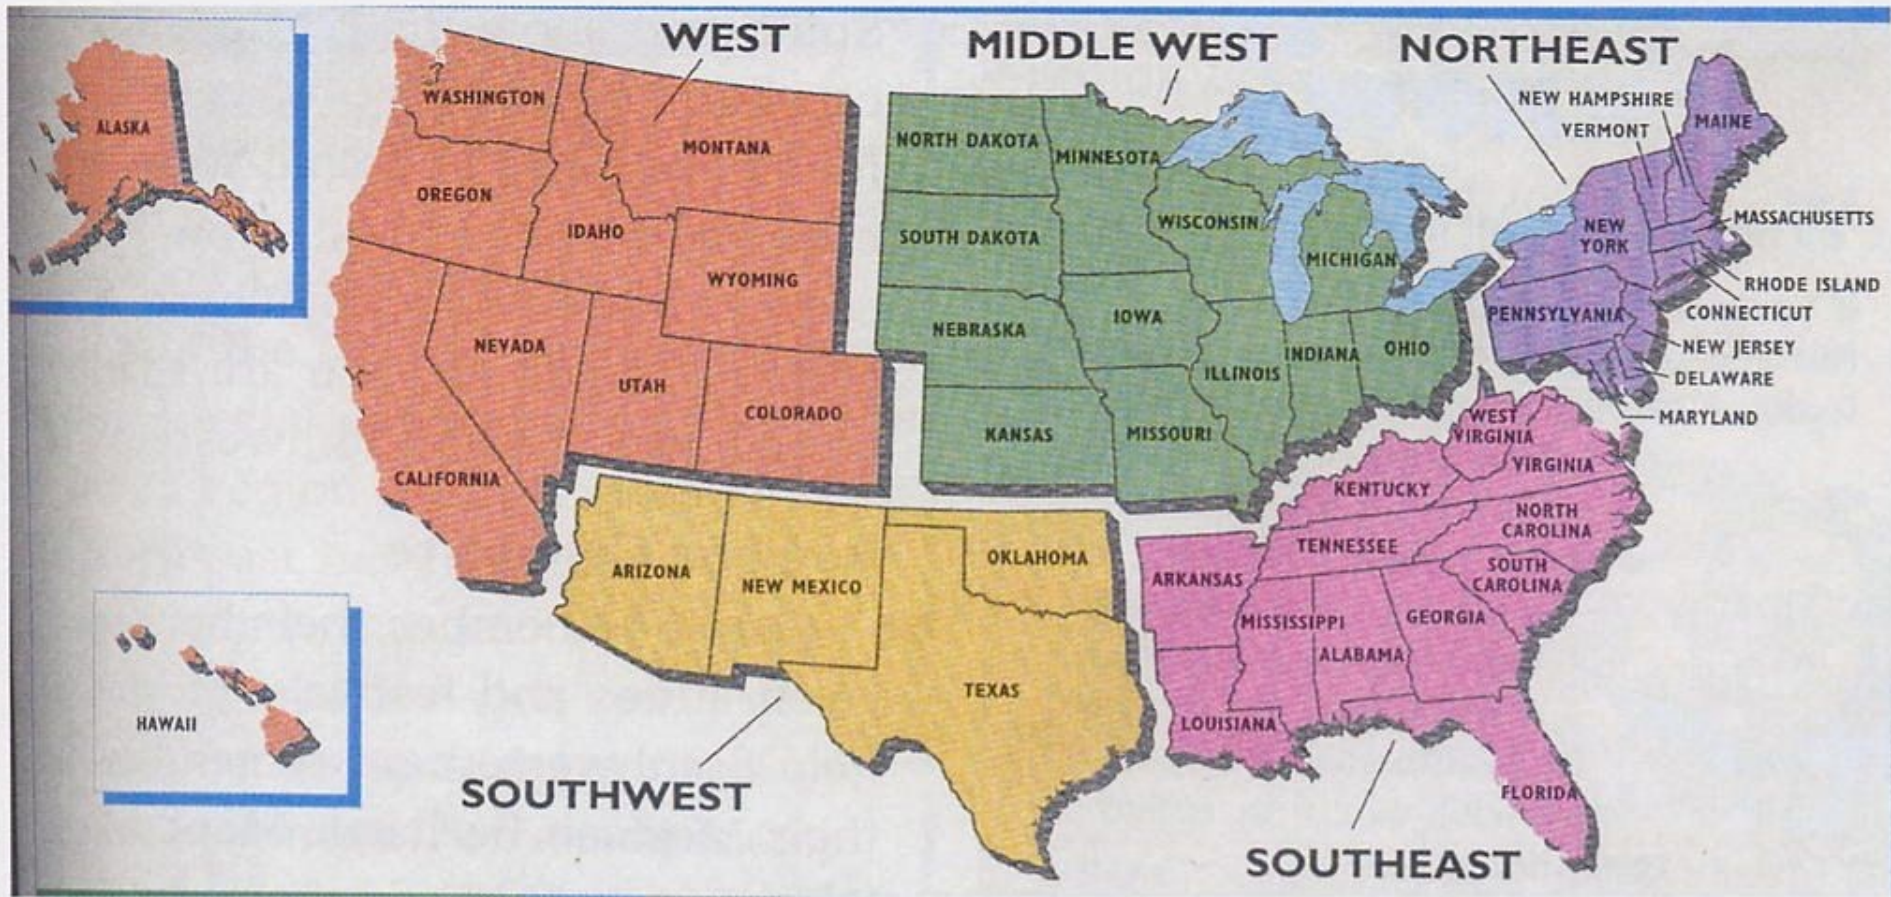 WEST
MIDDLE WEST
NORTHEAST
ALASKA
WASHINGTON
MONTANA
OREGON
IDAHO
WYOMING
NEVADA
UTAH
COLORADO
CALIFORNIA
HAWAII
NORTH DAKOTA
MINNESOTA
SOUTH DAKOTA
WISCONSIN
MICHIGAN
NEBRASKA
IOWA
ILLINOIS
INDIANA
OHIO
KANSAS
MISSOURI
NEW HAMPSHIRE
VERMONT
MAINE
NEW
YORK
MASSACHUSETTS
RHODE ISLAND
CONNECTICUT
PENNSYLVANIA
NEW JERSEY
DELAWARE
MARYLAND
ARIZONA
NEW MEXICO
OKLAHOMA
TEXAS
SOUTHWEST
WEST
VIRGINIA
VIRGINIA
KENTUCKY
NORTH
CAROLINA
TENNESSEE
SOUTH
CAROLINA
ARKANSAS
MISSISSIPPI
ALABAMA
GEORGIA
LOUISIANA
FLORIDA
SOUTHEAST